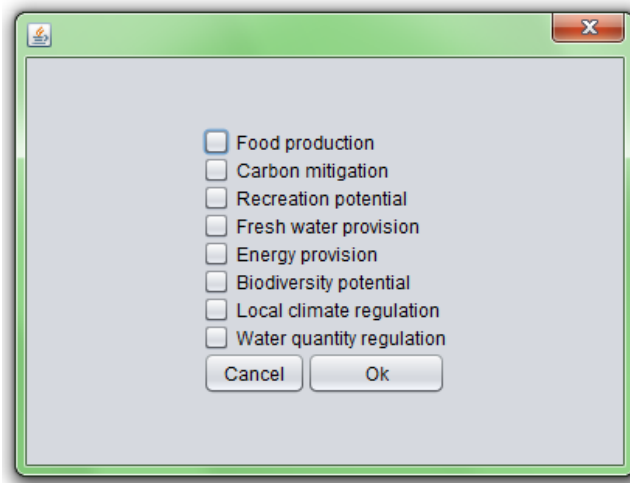 Food production
Carbon mitigation
Recreation potential
Fresh water provision
Energy provision
Biodiversity potential
Local climate regulation
Water quantity regulation
Cancel Ok